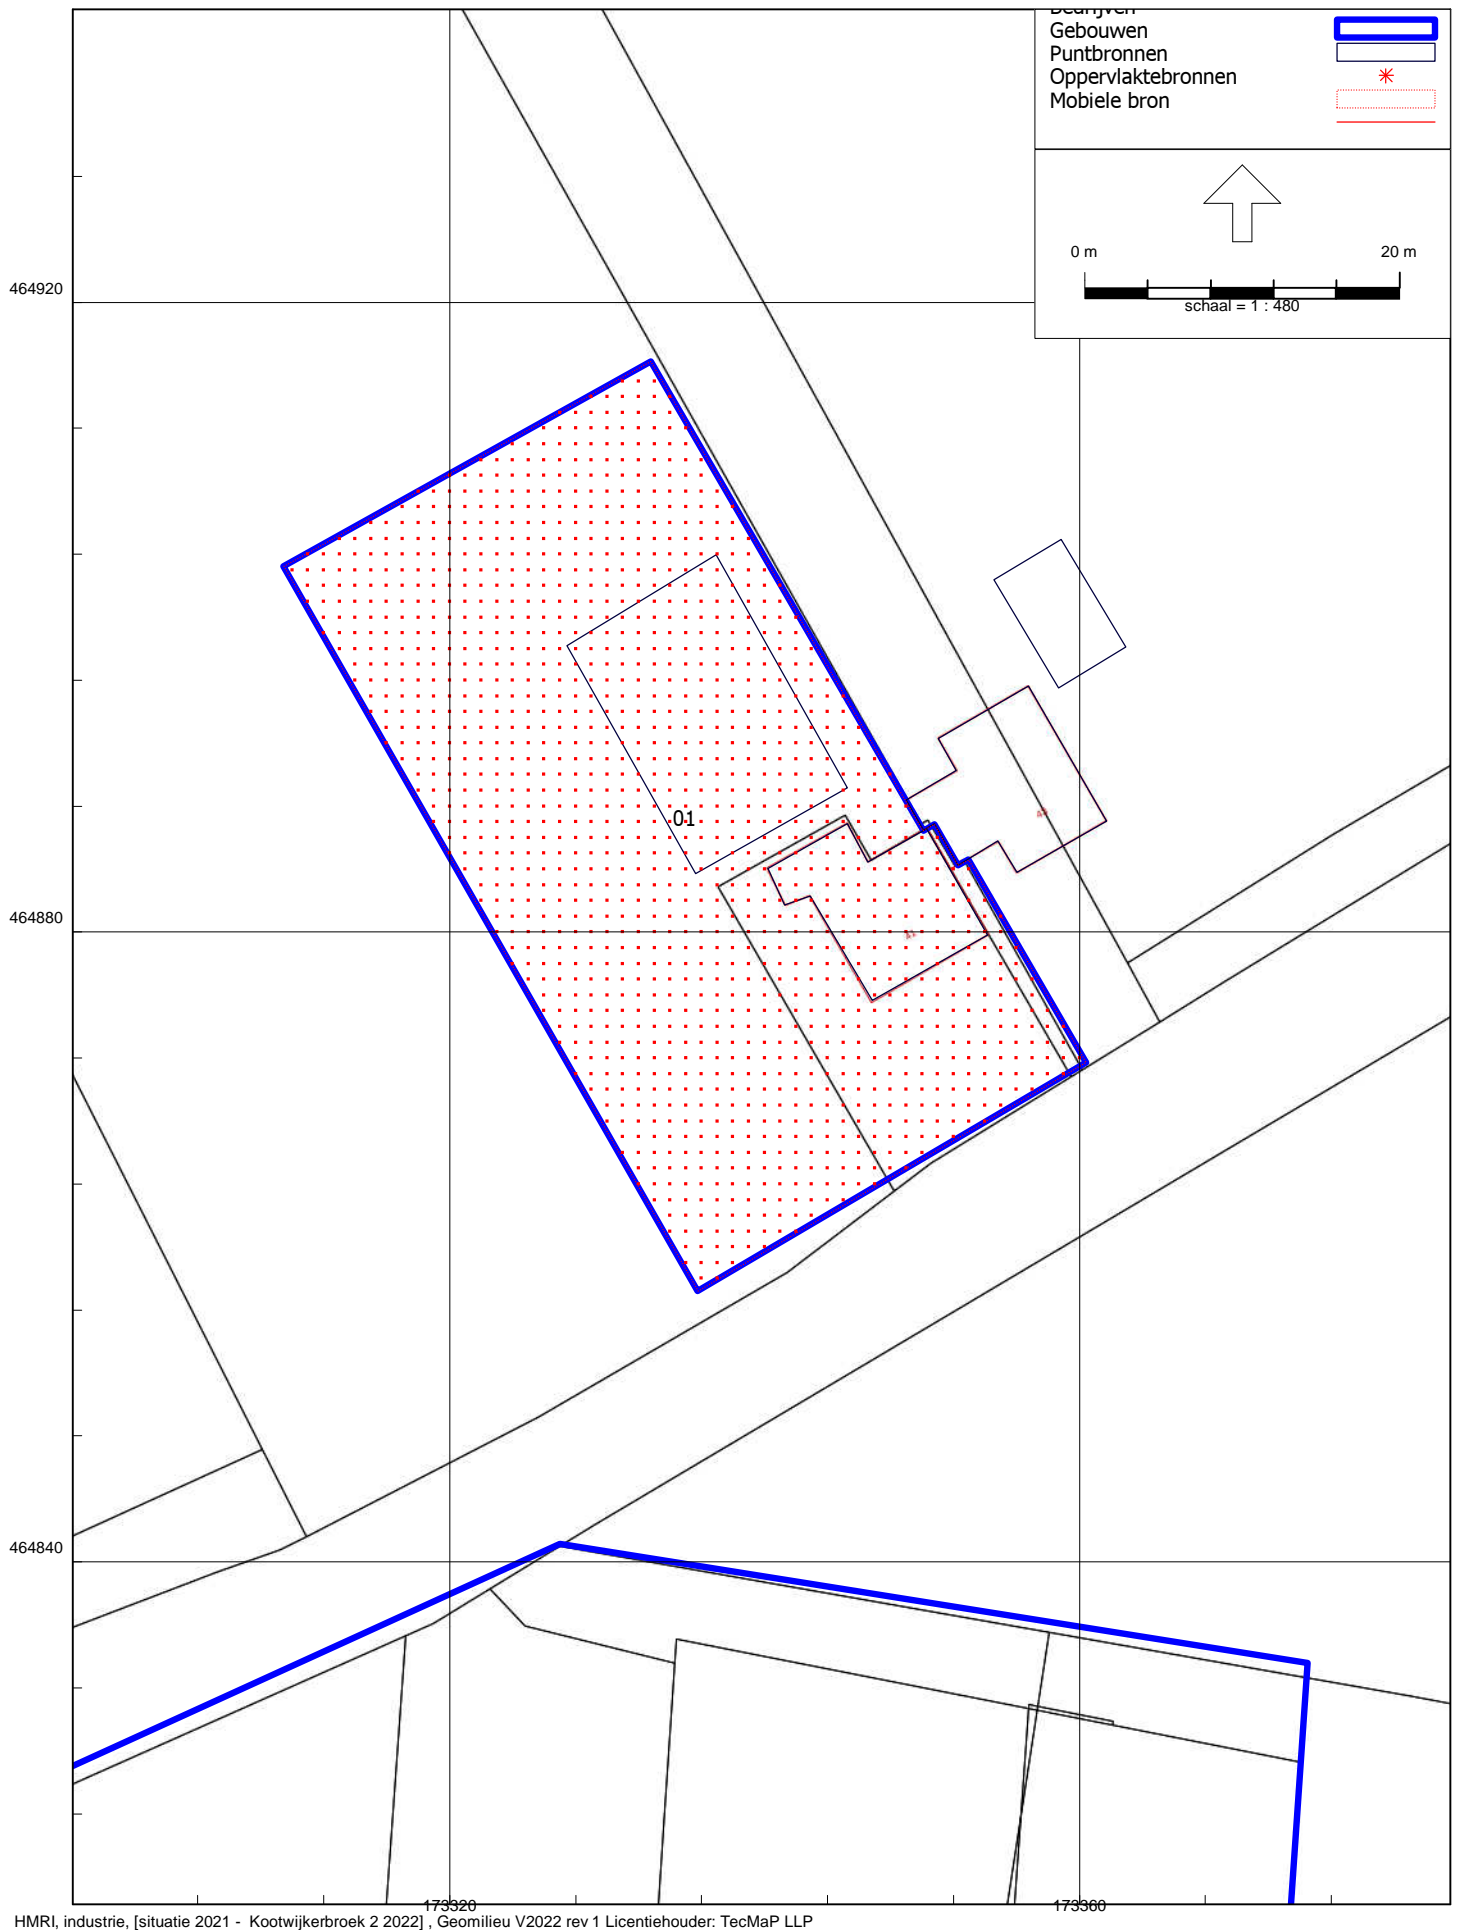 Bedrijven
Gebouwen
Puntbronnen
Oppervlaktebronnen
Mobiele bron
0 m
20 m
schaal = 1 : 480
464920
01
464880
464840
173320
173360
HMRI, industrie, [situatie 2021 - Kootwijkerbroek 2 2022] , Geomilieu V2022 rev 1 Licentiehouder: TecMaP LLP